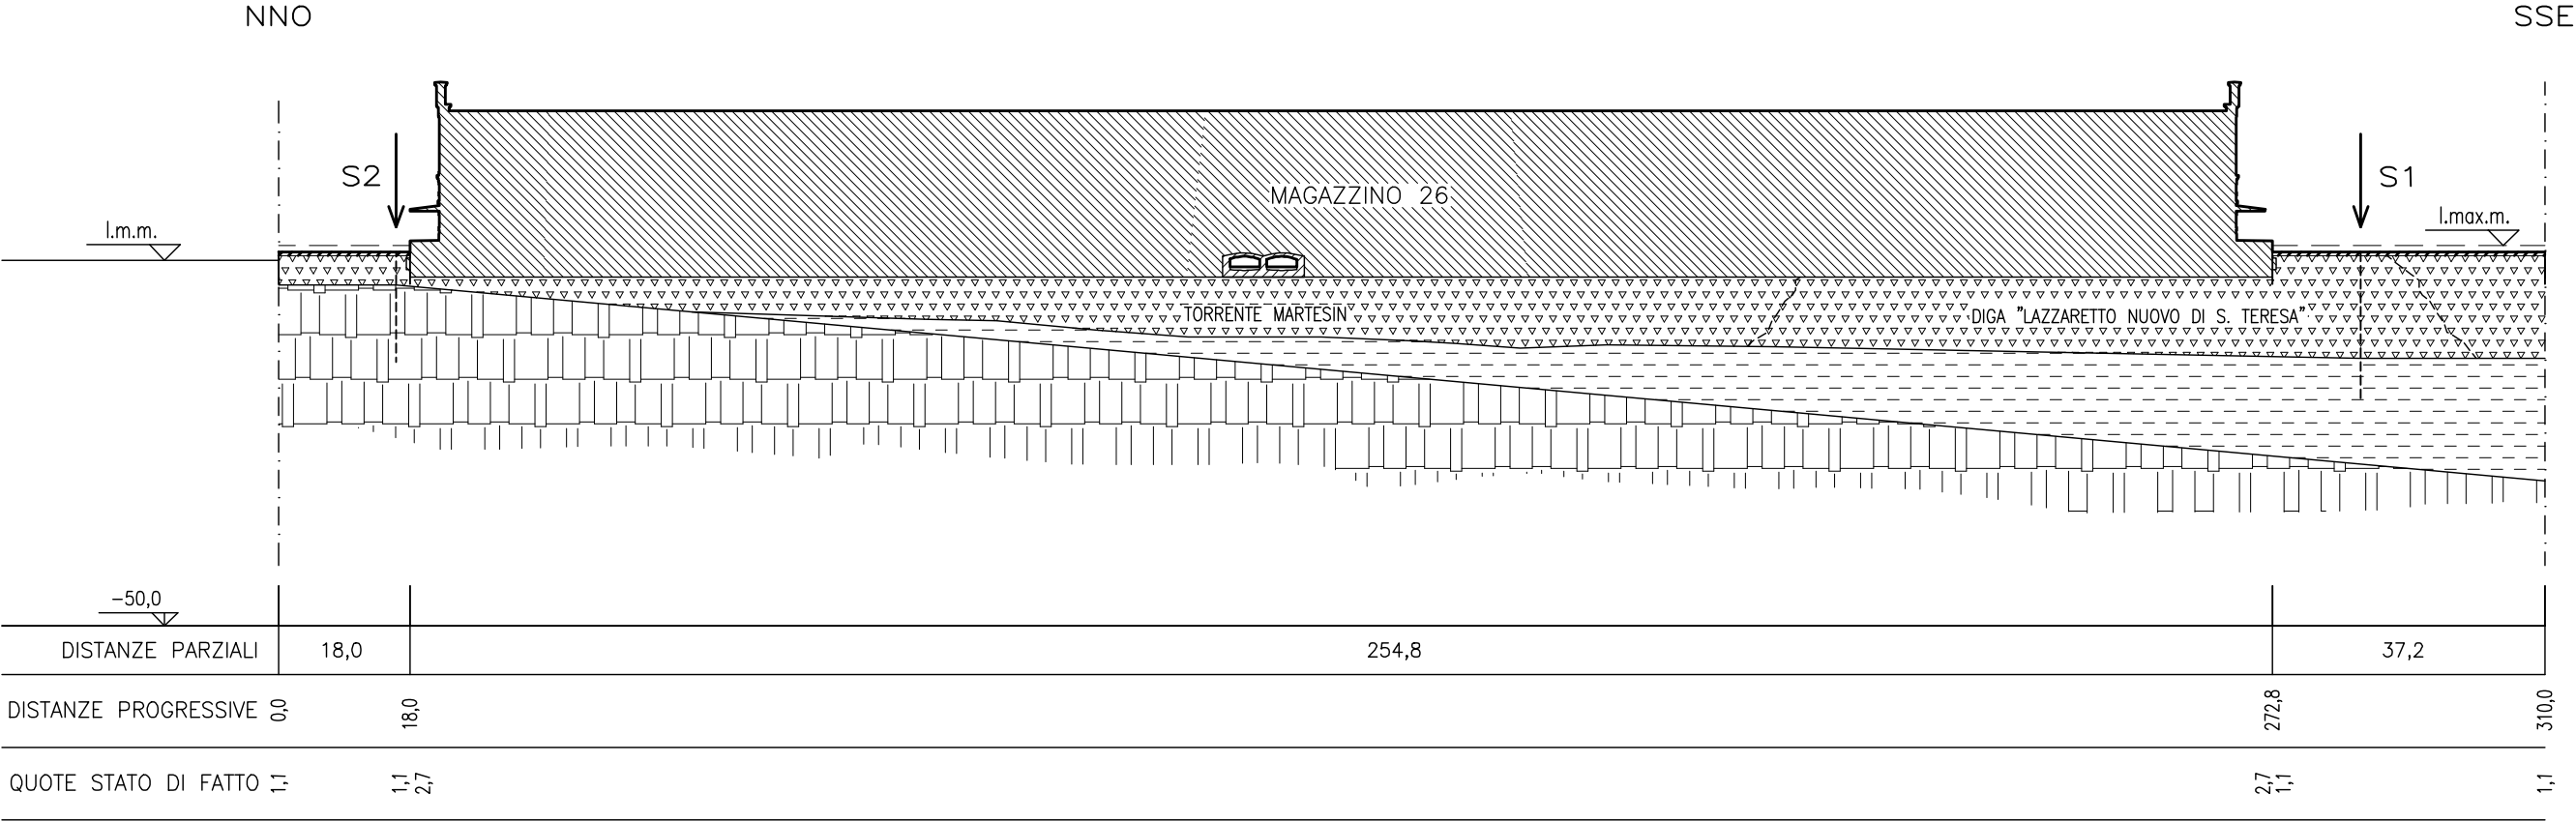 NNO
SSE
S2
S1
MAGAZZINO 26
l.m.m.
l.max.m.
TORRENTE MARTESIN
DIGA "LAZZARETTO NUOVO DI S. TERESA"
-50,0
DISTANZE PARZIALI 18,0 254,8 37,2
DISTANZE PROGRESSIVE 0,0 18,0 272,8 310,0
QUOTE STATO DI FATTO 1,1 1,1 2,7 2,7 1,1 1,1